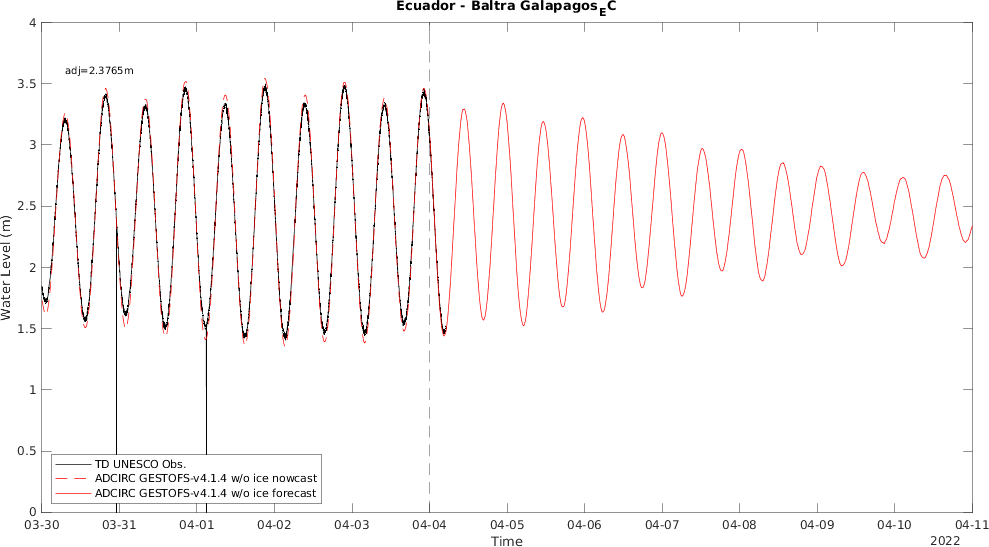 Ecuador - Baltra Galapagos_EC
4
adj=2.3765m
3.5
3
2.5
2
1.5
1
0.5
0
Water Level (m)
TD UNESCO Obs.
ADCIRC GESTOFS-v4.1.4 w/o ice nowcast
ADCIRC GESTOFS-v4.1.4 w/o ice forecast
03-30 03-31 04-01 04-02 04-03 04-04 04-05 04-06 04-07 04-08 04-09 04-10 04-11
Time
2022